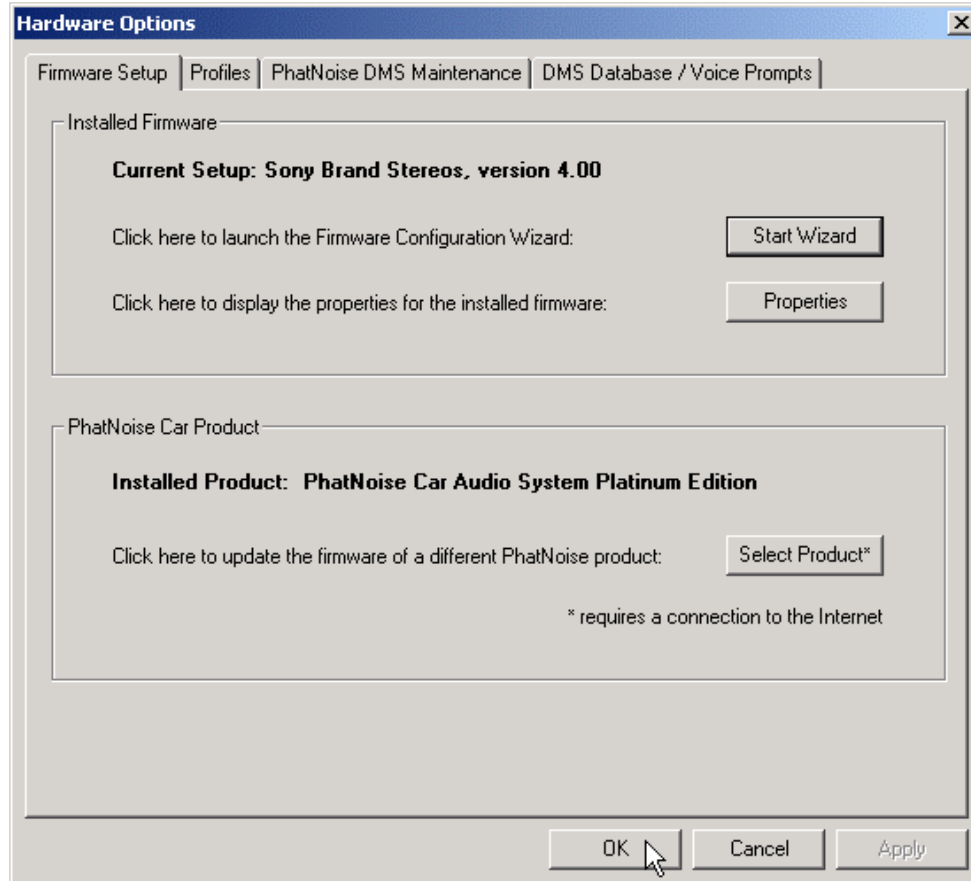 Hardware Options
Firmware Setup Profiles PhatNoise DMS Maintenance DMS Database / Voice Prompts
Installed Firmware
Current Setup: Sony Brand Stereos, version 4.00
Click here to launch the Firmware Configuration Wizard: Start Wizard
Click here to display the properties for the installed firmware: Properties
PhatNoise Car Product
Installed Product: PhatNoise Car Audio System Platinum Edition
Click here to update the firmware of a different PhatNoise product: Select Product*
* requires a connection to the Internet
OK Cancel Apply